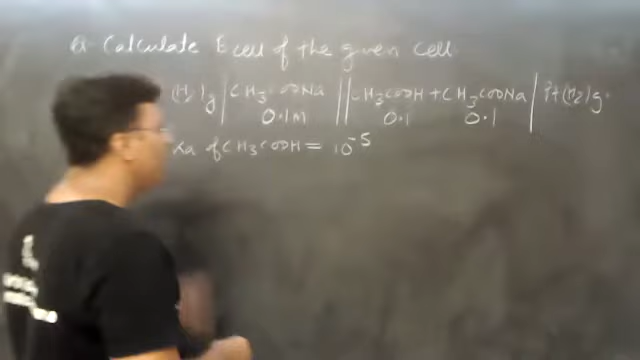 Q Calculate Ecell of the given cell.
(H₂)g | CH₃COONa || CH₃COOH + CH₃COONa | Pt(H₂)g.
0.1M 0.1 0.1
Ka of CH₃COOH = 10⁻⁵